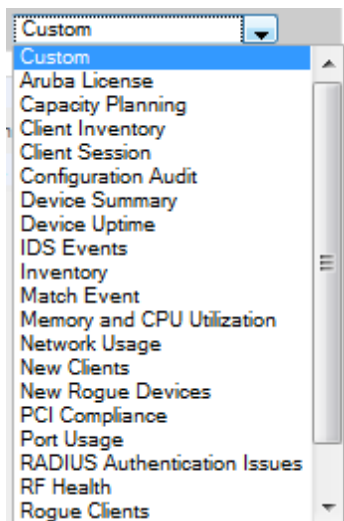 Custom
Custom
Aruba License
Capacity Planning
Client Inventory
Client Session
Configuration Audit
Device Summary
Device Uptime
IDS Events
Inventory
Match Event
Memory and CPU Utilization
Network Usage
New Clients
New Rogue Devices
PCI Compliance
Port Usage
RADIUS Authentication Issues
RF Health
Rogue Clients